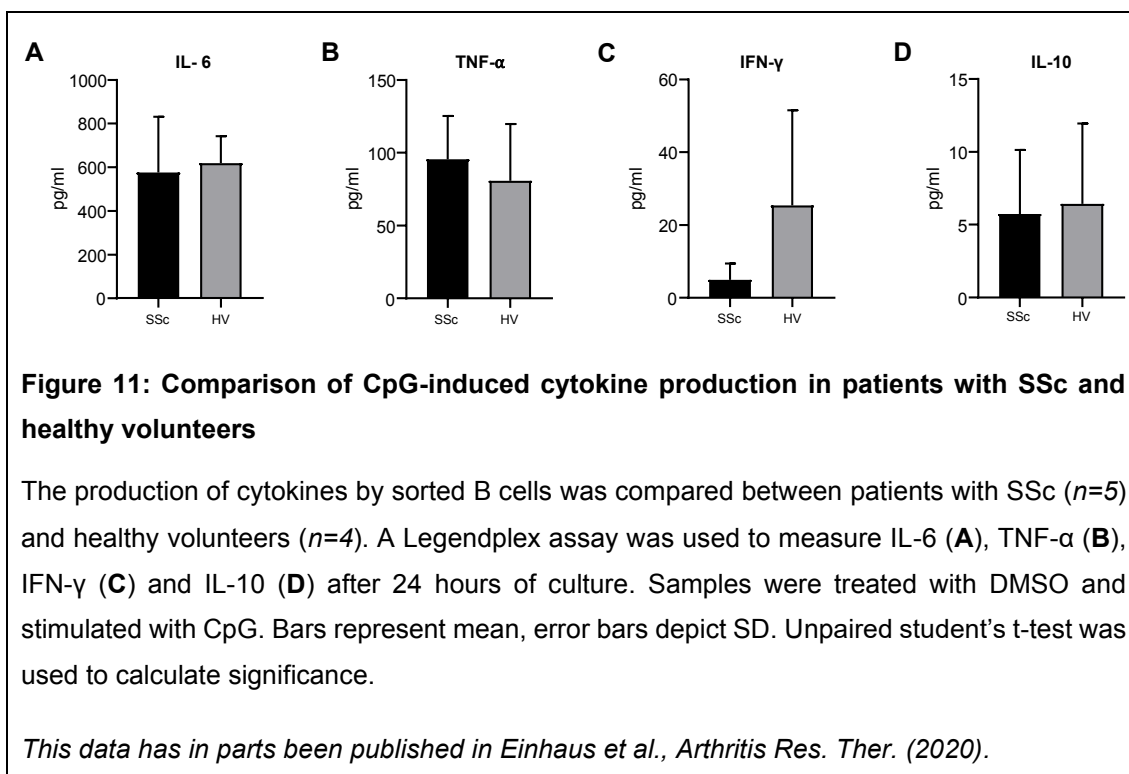 A
IL- 6
1000
800
600
400
200
0
pg/ml
SSc
HV
B
TNF-α
150
100
50
0
pg/ml
SSc
HV
C
IFN-γ
60
40
20
0
pg/ml
SSc
HV
D
IL-10
15
10
5
0
pg/ml
SSc
HV
Figure 11: Comparison of CpG-induced cytokine production in patients with SSc and
healthy volunteers
The production of cytokines by sorted B cells was compared between patients with SSc (n=5)
and healthy volunteers (n=4). A Legendplex assay was used to measure IL-6 (A), TNF-α (B),
IFN-γ (C) and IL-10 (D) after 24 hours of culture. Samples were treated with DMSO and
stimulated with CpG. Bars represent mean, error bars depict SD. Unpaired student’s t-test was
used to calculate significance.
This data has in parts been published in Einhaus et al., Arthritis Res. Ther. (2020).